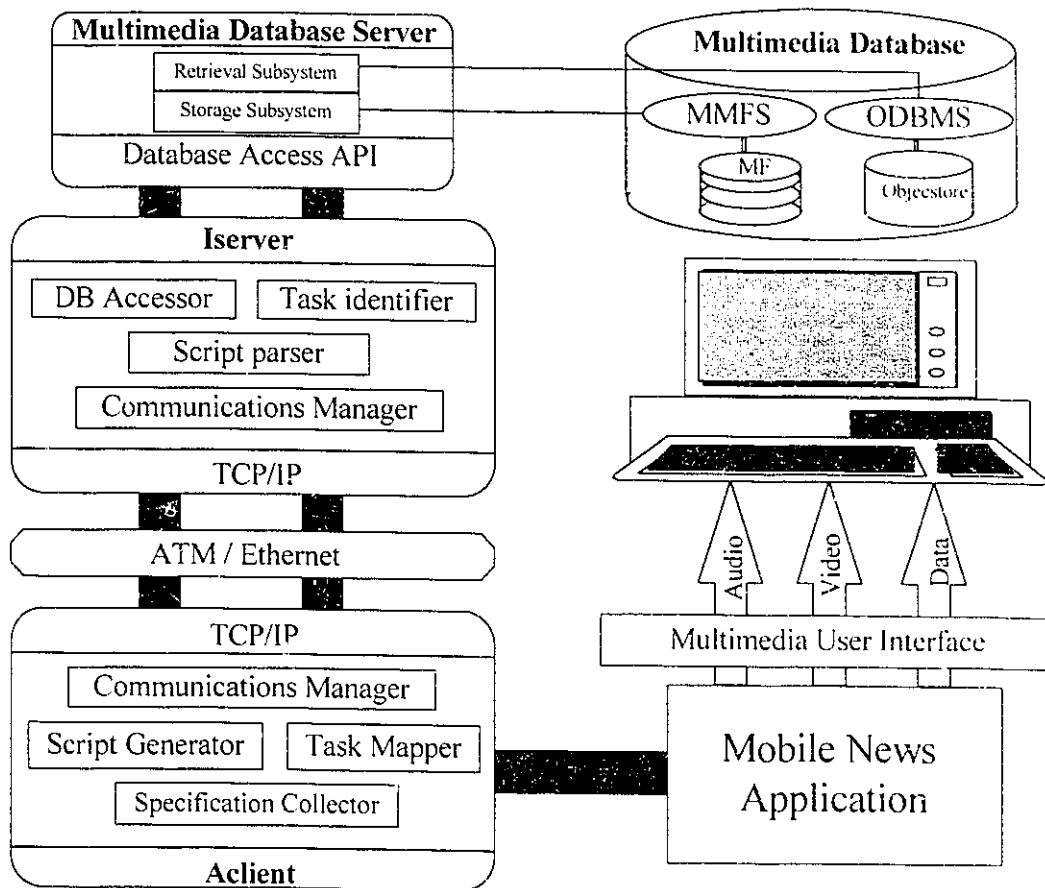 Multimedia Database Server
Retrieval Subsystem
Storage Subsystem
Database Access API
Multimedia Database
MMFS
ODBMS
MF
Objecstore
Iserver
DB Accessor
Task identifier
Script parser
Communications Manager
TCP/IP
ATM / Ethernet
TCP/IP
Communications Manager
Script Generator
Task Mapper
Specification Collector
Aclient
Audio
Video
Data
Multimedia User Interface
Mobile News
Application